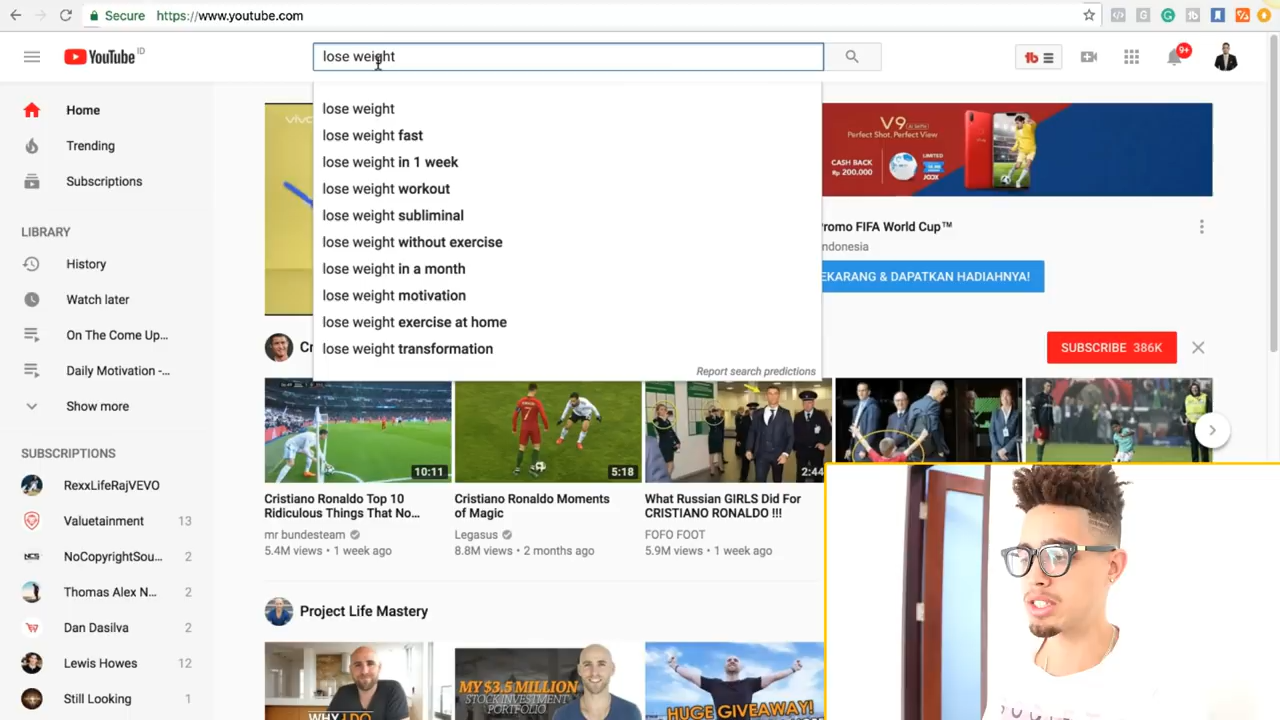 Secure https://www.youtube.com
YouTube ID
lose weight
9+
lose weight
lose weight fast
lose weight in 1 week
lose weight workout
lose weight subliminal
lose weight without exercise
lose weight in a month
lose weight motivation
lose weight exercise at home
lose weight transformation
Report search predictions
Home
Trending
Subscriptions
LIBRARY
History
Watch later
On The Come Up...
Daily Motivation -...
Show more
SUBSCRIPTIONS
RexxLifeRajVEVO
Valuetainment 13
NoCopyrightSou... 2
Thomas Alex N... 2
Dan Dasilva 2
Lewis Howes 12
Still Looking 1
vivo
V9
Perfect Shot. Perfect View
CASH BACK
Rp 200.000
LIMITED
JOOX
romo FIFA World Cup™
ndonesia
EKARANG & DAPATKAN HADIAHNYA!
Cr
SUBSCRIBE 386K
10:11
5:18
2:44
Cristiano Ronaldo Top 10
Ridiculous Things That No...
mr bundesteam
5.4M views • 1 week ago
Cristiano Ronaldo Moments
of Magic
Legasus
8.8M views • 2 months ago
What Russian GIRLS Did For
CRISTIANO RONALDO !!!
FOFO FOOT
5.9M views • 1 week ago
Project Life Mastery
WHY I DO
MY $3.5 MILLION
STOCK INVESTMENT
PORTFOLIO
HUGE GIVEAWAY!